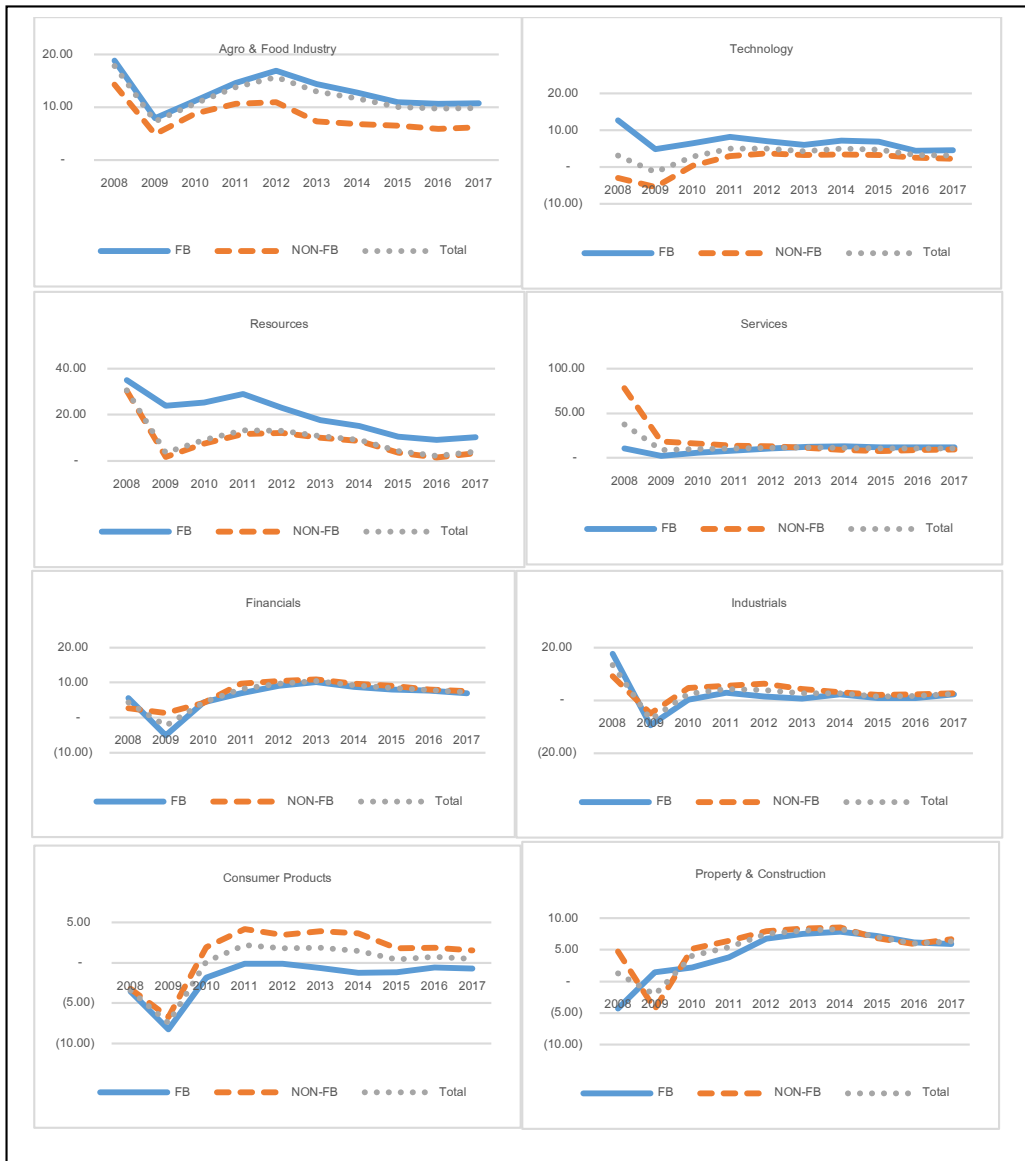 Agro & Food Industry
20.00
10.00
-
2008 2009 2010 2011 2012 2013 2014 2015 2016 2017
FB NON-FB Total
Technology
20.00
10.00
-
2008 2009 2010 2011 2012 2013 2014 2015 2016 2017
(10.00)
FB NON-FB Total
Resources
40.00
20.00
-
2008 2009 2010 2011 2012 2013 2014 2015 2016 2017
FB NON-FB Total
Services
100.00
50.00
-
2008 2009 2010 2011 2012 2013 2014 2015 2016 2017
FB NON-FB Total
Financials
20.00
10.00
-
2008 2009 2010 2011 2012 2013 2014 2015 2016 2017
(10.00)
FB NON-FB Total
Industrials
20.00
-
2008 2009 2010 2011 2012 2013 2014 2015 2016 2017
(20.00)
FB NON-FB Total
Consumer Products
5.00
-
2008 2009 2010 2011 2012 2013 2014 2015 2016 2017
(5.00)
(10.00)
FB NON-FB Total
Property & Construction
10.00
5.00
-
2008 2009 2010 2011 2012 2013 2014 2015 2016 2017
(5.00)
(10.00)
FB NON-FB Total